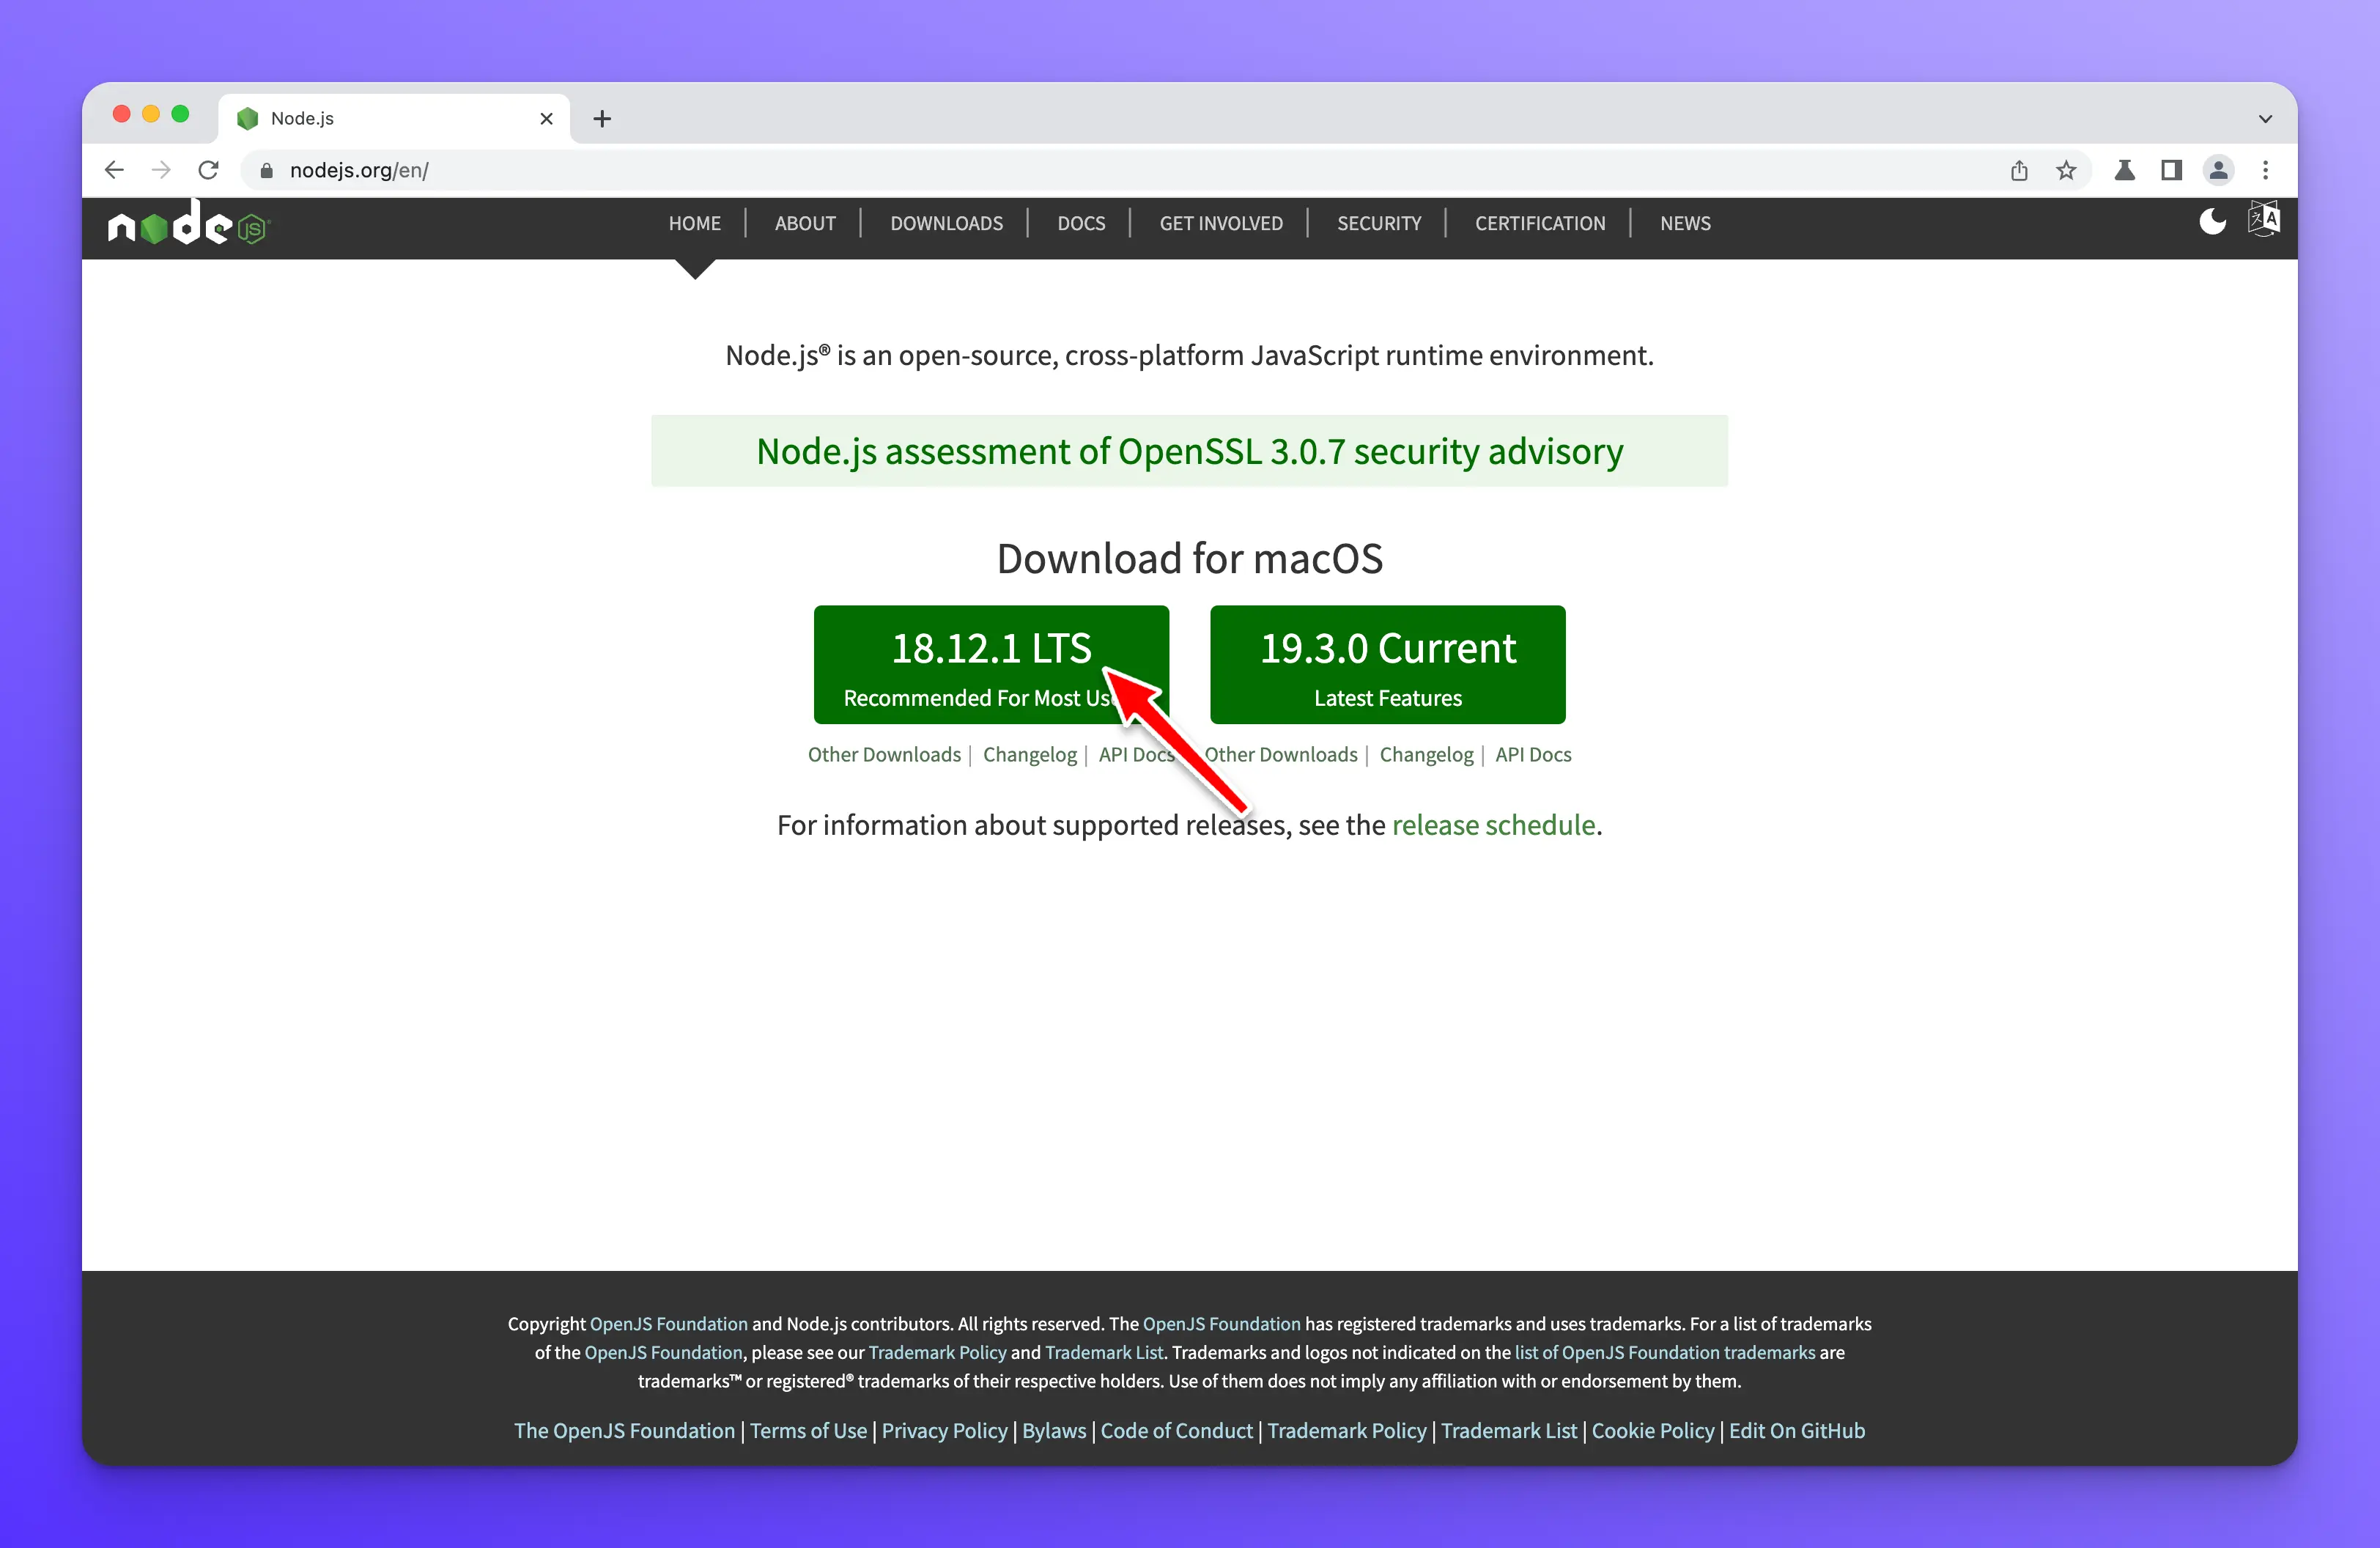 Node.js
nodejs.org/en/
node JS
HOME | ABOUT | DOWNLOADS | DOCS | GET INVOLVED | SECURITY | CERTIFICATION | NEWS
Node.js® is an open-source, cross-platform JavaScript runtime environment.
Node.js assessment of OpenSSL 3.0.7 security advisory
Download for macOS
18.12.1 LTS
Recommended For Most
19.3.0 Current
Latest Features
Other Downloads | Changelog | API Docs
Other Downloads | Changelog | API Docs
For information about supported releases, see the release schedule.
Copyright OpenJS Foundation and Node.js contributors. All rights reserved. The OpenJS Foundation has registered trademarks and uses trademarks. For a list of trademarks
of the OpenJS Foundation, please see our Trademark Policy and Trademark List. Trademarks and logos not indicated on the list of OpenJS Foundation trademarks are
trademarks™ or registered® trademarks of their respective holders. Use of them does not imply any affiliation with or endorsement by them.
The OpenJS Foundation | Terms of Use | Privacy Policy | Bylaws | Code of Conduct | Trademark Policy | Trademark List | Cookie Policy | Edit On GitHub